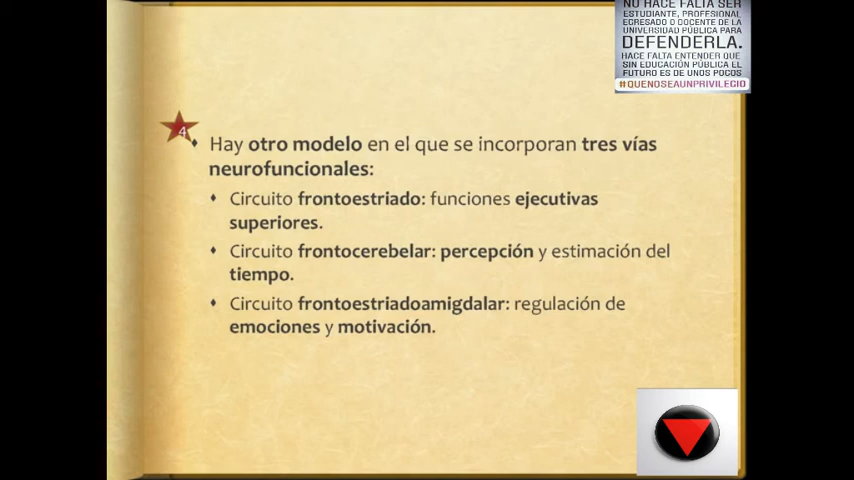 NO HACE FALTA SER
ESTUDIANTE, PROFESIONAL
EGRESADO O DOCENTE DE LA
UNIVERSIDAD PÚBLICA PARA
DEFENDERLA.
HACE FALTA ENTENDER QUE
SIN EDUCACIÓN PÚBLICA EL
FUTURO ES DE UNOS POCOS
#QUENOSEAUNPRIVILEGIO
4
Hay otro modelo en el que se incorporan tres vías
neurofuncionales:
Circuito frontoestriado: funciones ejecutivas
superiores.
Circuito frontocerebelar: percepción y estimación del
tiempo.
Circuito frontoestriadoamigdalar: regulación de
emociones y motivación.